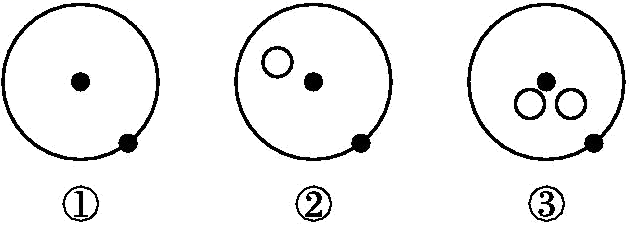 ① ② ③